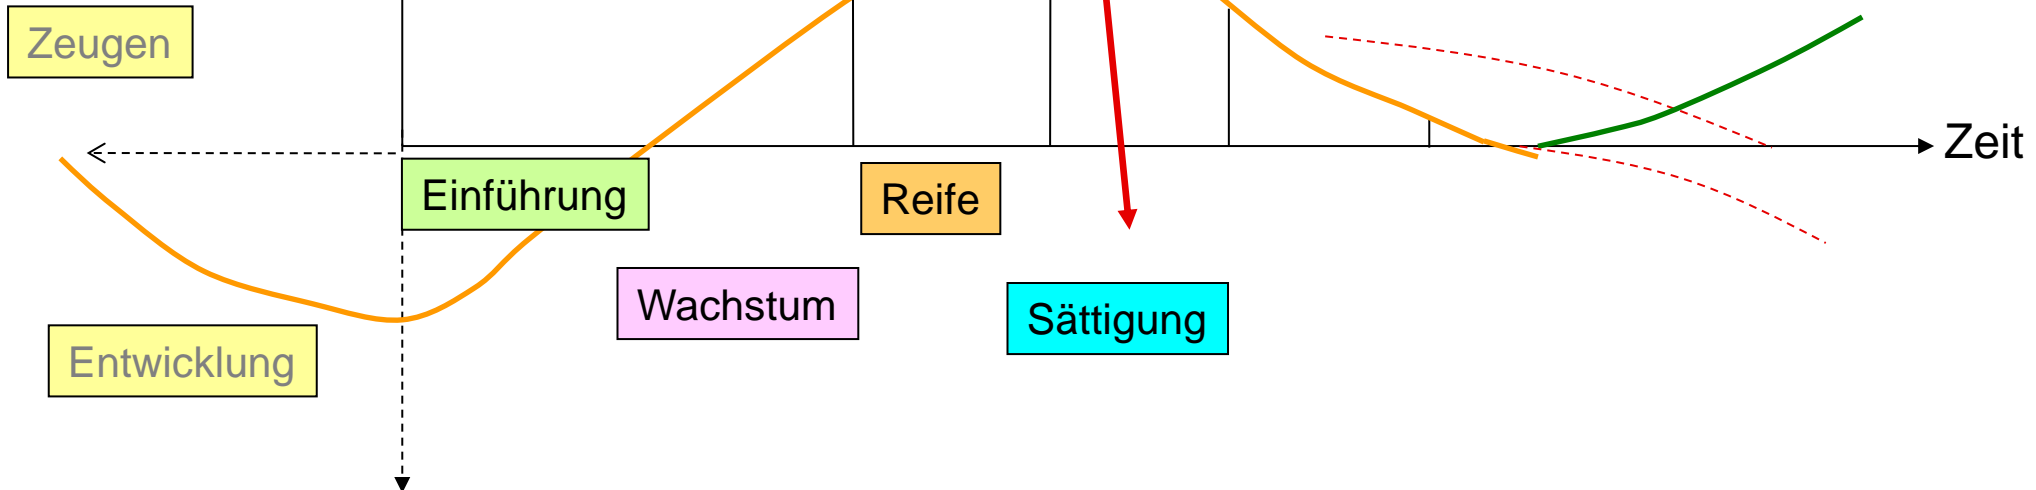 Zeugen
Zeit
Einführung
Reife
Wachstum
Sättigung
Entwicklung